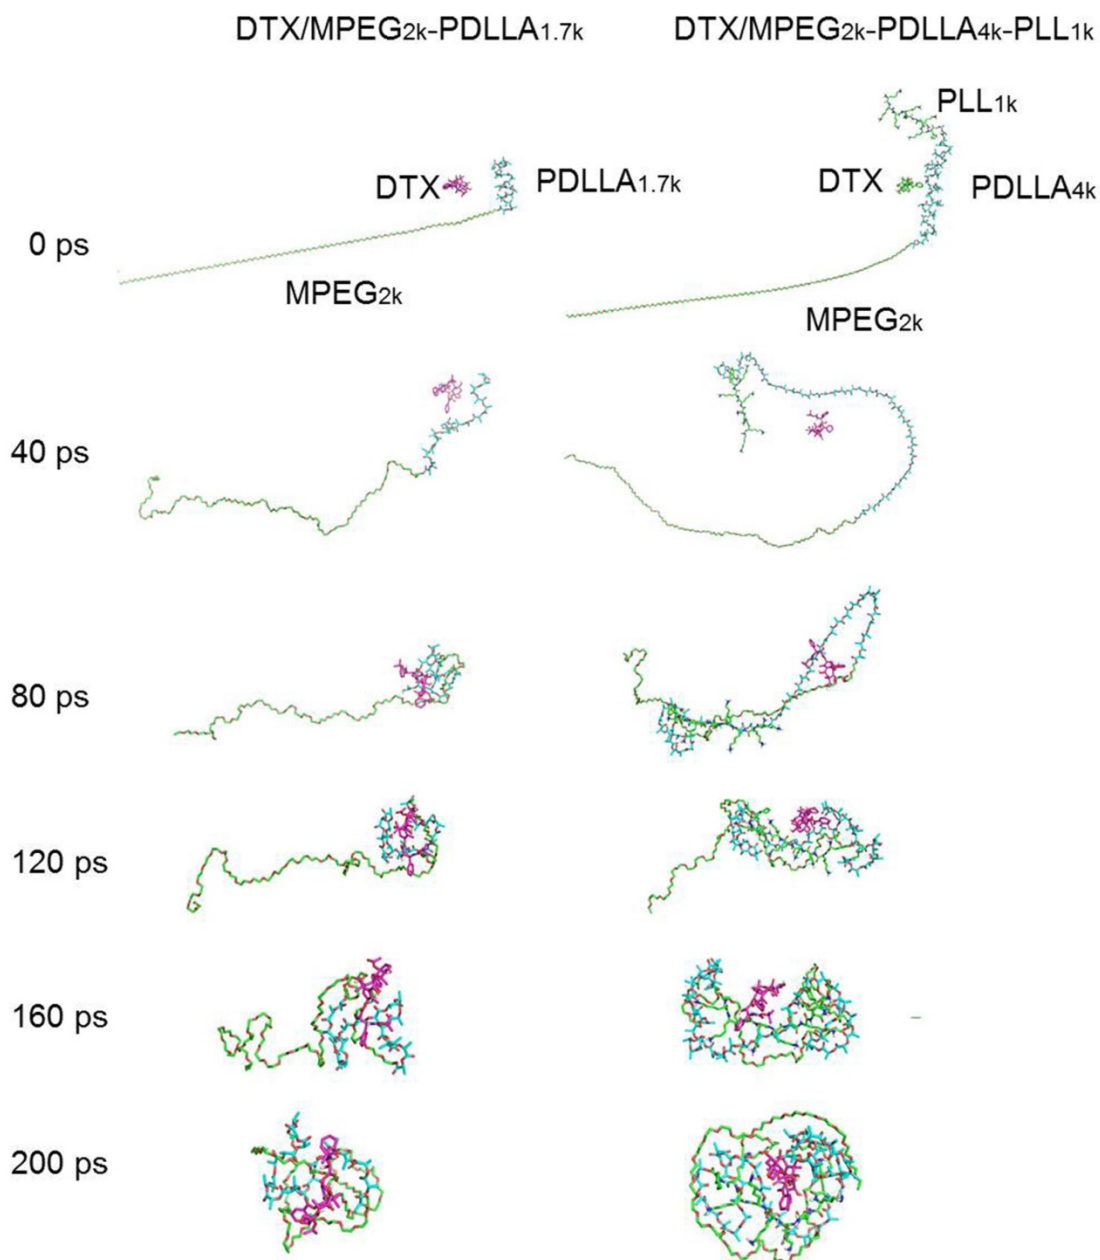 DTX/MPEG2k-PDLLA1.7k
DTX/MPEG2k-PDLLA4k-PLL1k
PLL1k
DTX
PDLLA1.7k
DTX
PDLLA4k
0 ps
MPEG2k
MPEG2k
40 ps
80 ps
120 ps
160 ps
200 ps